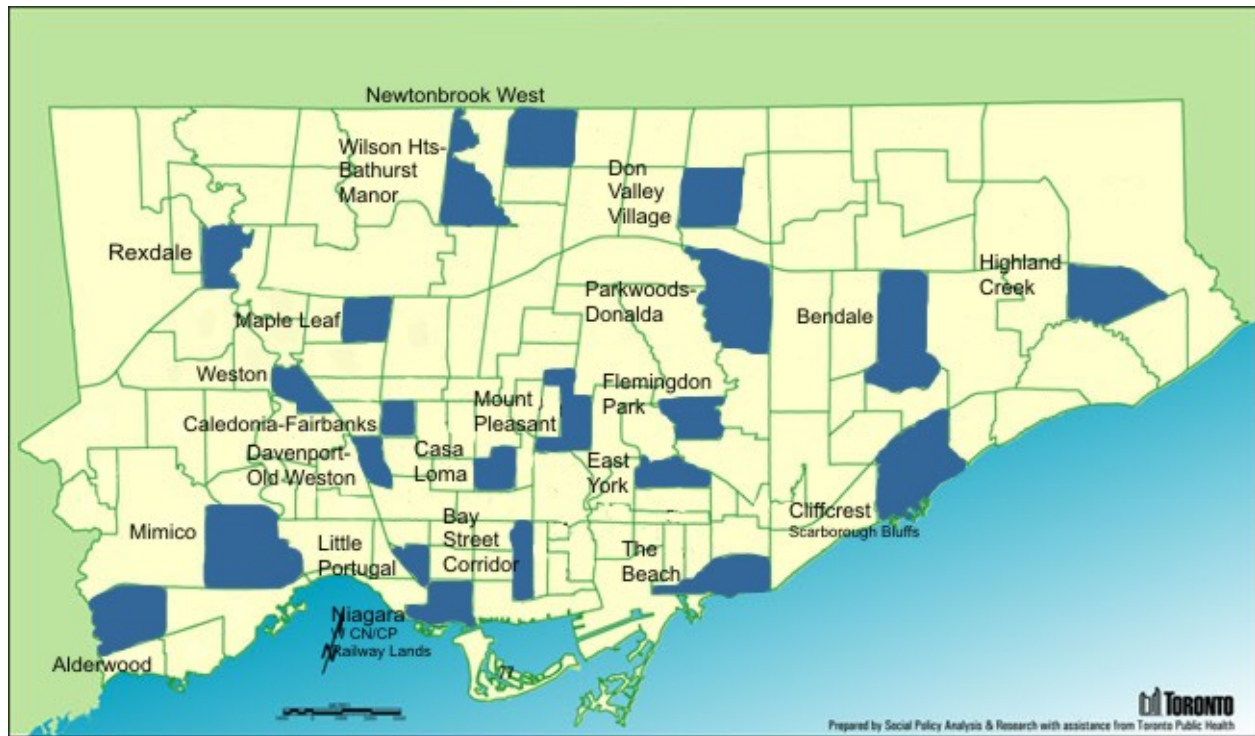 Newtonbrook West
Wilson Hts-
Bathurst
Manor
Don
Valley
Village
Rexdale
Highland
Creek
Parkwoods-
Donalda
Bendale
Maple Leaf
Weston
Mount
Pleasant
Flemingdon
Park
Caledonia-Fairbanks
Davenport-
Old-Weston
Casa
Loma
East
York
Cliffcrest
Scarborough Bluffs
Mimico
Little
Portugal
Bay
Street
Corridor
The
Beach
Niagara
W CN/CP
Railway Lands
Alderwood
77
TORONTO
Prepared by Social Policy Analysis & Research with assistance from Toronto Public Health